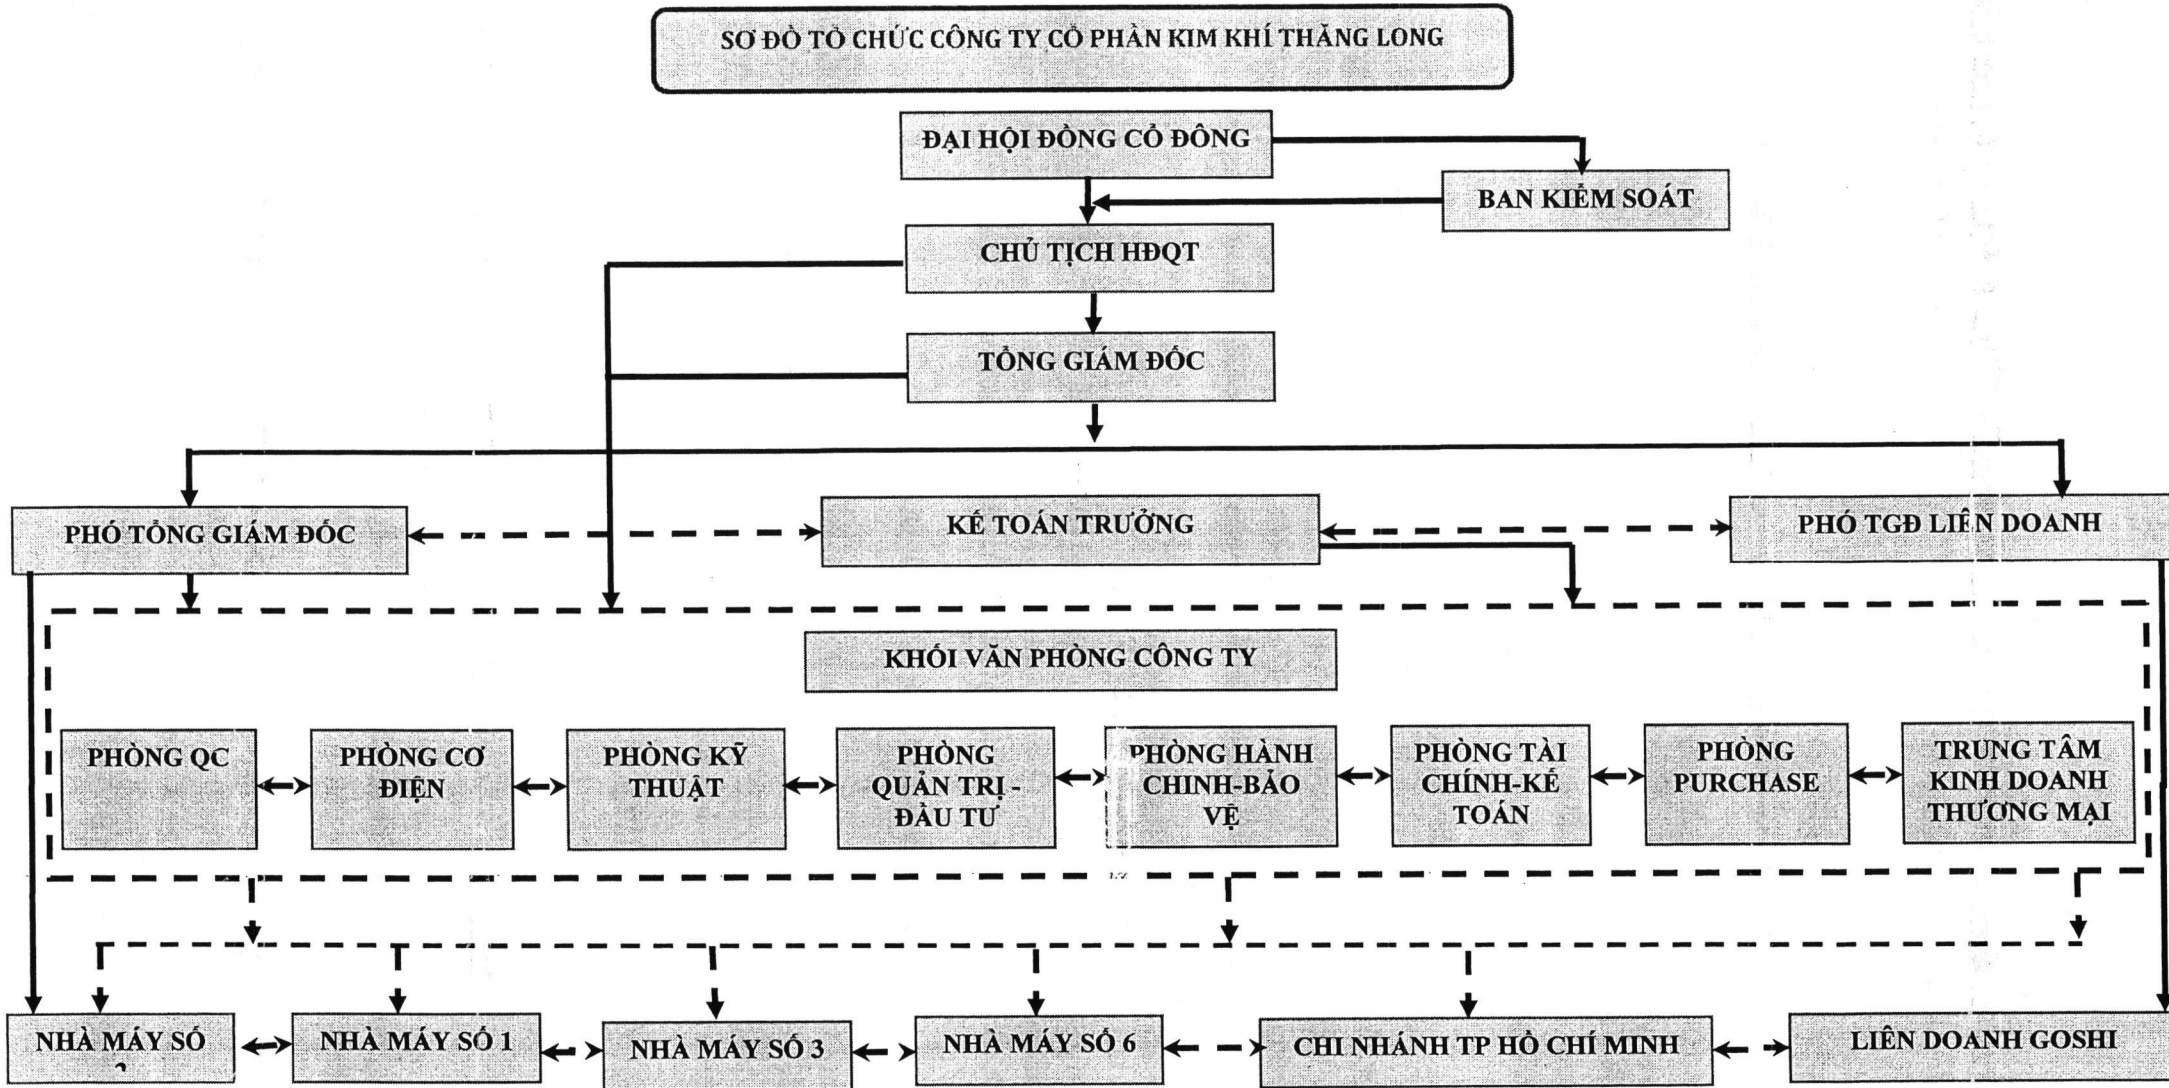 SƠ ĐỒ TỔ CHỨC CÔNG TY CỔ PHẦN KIM KHÍ THĂNG LONG
ĐẠI HỘI ĐỒNG CỔ ĐÔNG
BAN KIỂM SOÁT
CHỦ TỊCH HĐQT
TỔNG GIÁM ĐỐC
PHÓ TỔNG GIÁM ĐỐC
KẾ TOÁN TRƯỞNG
PHÓ TGĐ LIÊN DOANH
KHỐI VĂN PHÒNG CÔNG TY
PHÒNG QC
PHÒNG CƠ
ĐIỆN
PHÒNG KỸ
THUẬT
PHÒNG
QUẢN TRỊ -
ĐẦU TƯ
PHÒNG HÀNH
CHINH-BẢO
VỆ
PHÒNG TÀI
CHÍNH-KẾ
TOÁN
PHÒNG
PURCHASE
TRUNG TÂM
KINH DOANH
THƯƠNG MẠI
NHÀ MÁY SỐ
NHÀ MÁY SỐ 1
NHÀ MÁY SỐ 3
NHÀ MÁY SỐ 6
CHI NHÁNH TP HỒ CHÍ MINH
LIÊN DOANH GOSHI